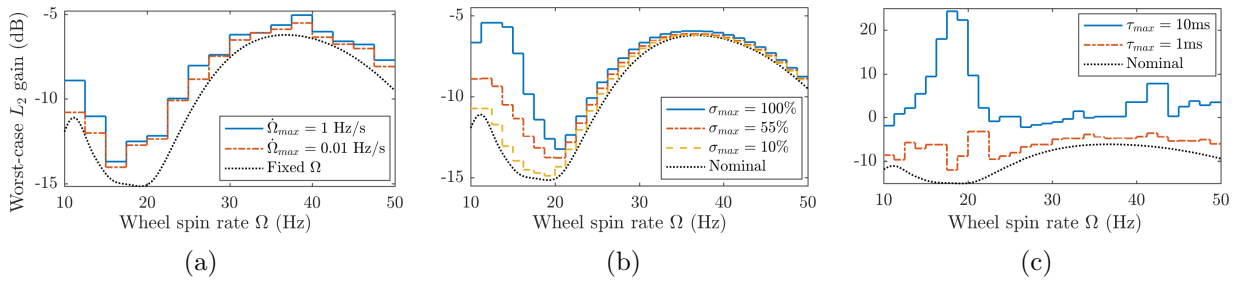 Worst-case L₂ gain (dB)
-5
-10
-15
10 20 30 40 50
Wheel spin rate Ω (Hz)
Ω̇max = 1 Hz/s
Ω̇max = 0.01 Hz/s
Fixed Ω
(a)
-5
-10
-15
10 20 30 40 50
Wheel spin rate Ω (Hz)
σmax = 100%
σmax = 55%
σmax = 10%
Nominal
(b)
20
10
0
-10
10 20 30 40 50
Wheel spin rate Ω (Hz)
τmax = 10ms
τmax = 1ms
Nominal
(c)